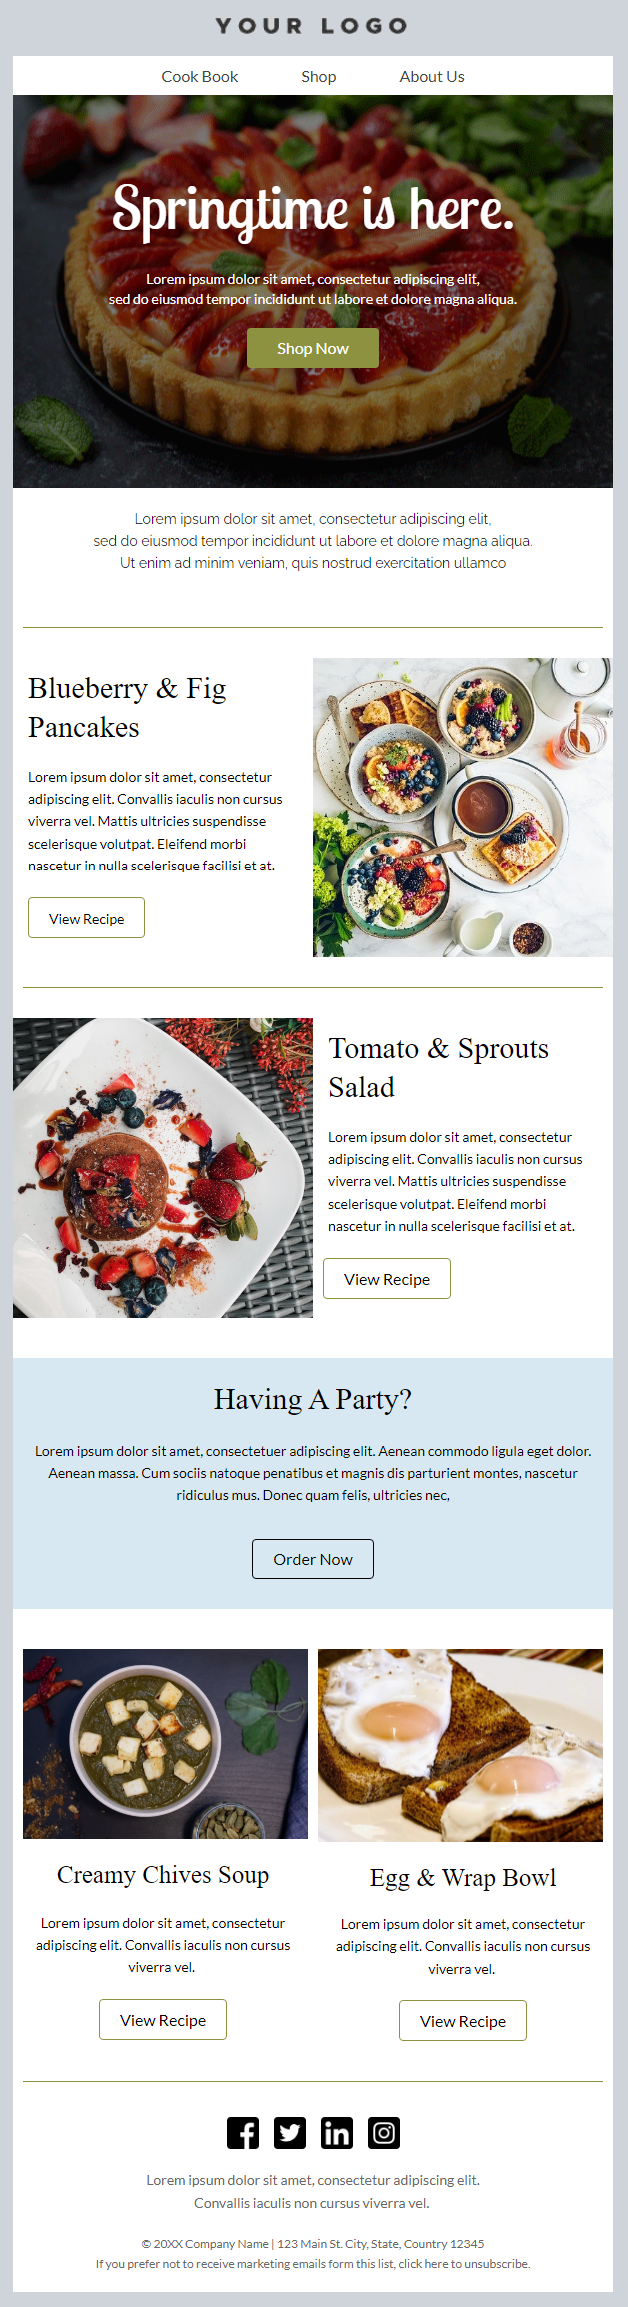 YOUR LOGO
Cook Book Shop About Us
Springtime is here.
Lorem ipsum dolor sit amet, consectetur adipiscing elit,
sed do eiusmod tempor incididunt ut labore et dolore magna aliqua.
Shop Now
Lorem ipsum dolor sit amet, consectetur adipiscing elit,
sed do eiusmod tempor incididunt ut labore et dolore magna aliqua.
Ut enim ad minim veniam, quis nostrud exercitation ullamco
Blueberry & Fig
Pancakes
Lorem ipsum dolor sit amet, consectetur
adipiscing elit. Convallis iaculis non cursus
viverra vel. Mattis ultricies suspendisse
scelerisque volutpat. Eleifend morbi
nascetur in nulla scelerisque facilisi et at.
View Recipe
Tomato & Sprouts
Salad
Lorem ipsum dolor sit amet, consectetur
adipiscing elit. Convallis iaculis non cursus
viverra vel. Mattis ultricies suspendisse
scelerisque volutpat. Eleifend morbi
nascetur in nulla scelerisque facilisi et at.
View Recipe
Having A Party?
Lorem ipsum dolor sit amet, consectetuer adipiscing elit. Aenean commodo ligula eget dolor.
Aenean massa. Cum sociis natoque penatibus et magnis dis parturient montes, nascetur
ridiculus mus. Donec quam felis, ultricies nec,
Order Now
Creamy Chives Soup
Lorem ipsum dolor sit amet, consectetur
adipiscing elit. Convallis iaculis non cursus
viverra vel.
View Recipe
Egg & Wrap Bowl
Lorem ipsum dolor sit amet, consectetur
adipiscing elit. Convallis iaculis non cursus
viverra vel.
View Recipe
Lorem ipsum dolor sit amet, consectetur adipiscing elit.
Convallis iaculis non cursus viverra vel.
© 20XX Company Name | 123 Main St. City, State, Country 12345
If you prefer not to receive marketing emails form this list, click here to unsubscribe.